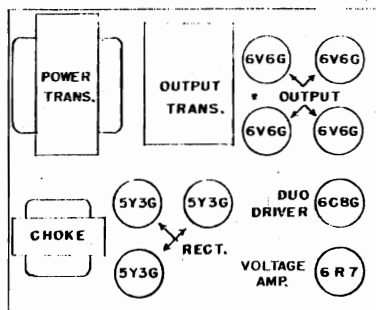 POWER
TRANS.
OUTPUT
TRANS.
6V6G
6V6G
OUTPUT
6V6G
6V6G
CHOKE
5Y3G
5Y3G
RECT.
5Y3G
DUO
DRIVER
6C8G
VOLTAGE
AMP.
6R7